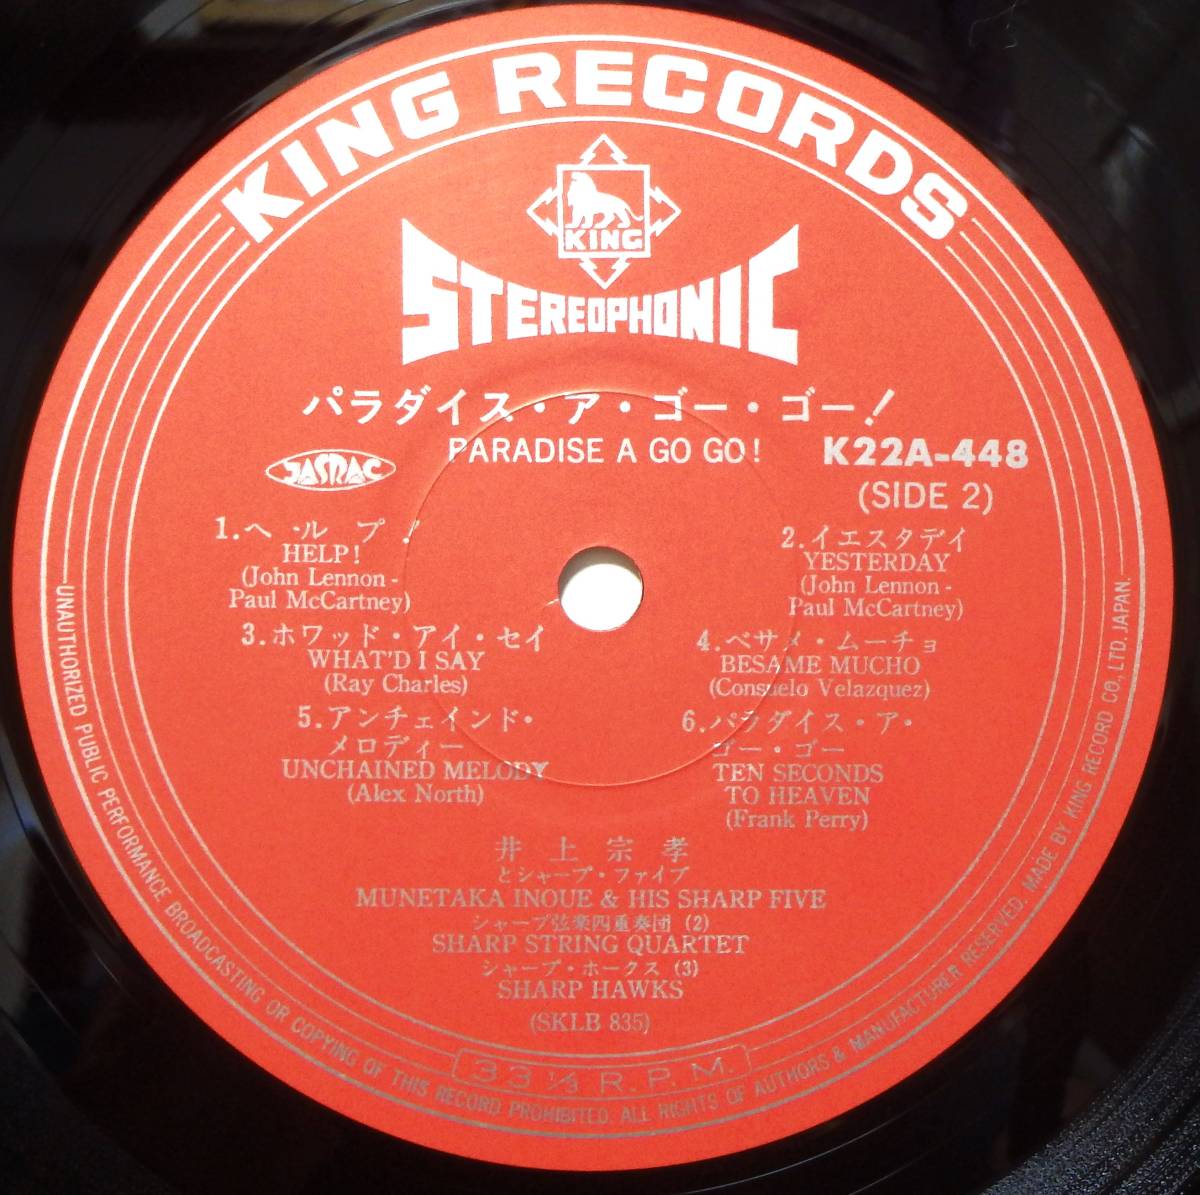 KING RECORDS
KING
STEREOPHONIC
パラダイス・ア・ゴー・ゴー!
PARADISE A GO GO!
K22A-448
(SIDE 2)
JASRAC
1.ヘルプ!
HELP!
(John Lennon-
Paul McCartney)
2.イエスタデイ
YESTERDAY
(John Lennon-
Paul McCartney)
3.ホワッド・アイ・セイ
WHAT'D I SAY
(Ray Charles)
4.ベサメ・ムーチョ
BESAME MUCHO
(Consuelo Velazquez)
5.アンチェインド・
メロディー
UNCHAINED MELODY
(Alex North)
6.パラダイス・ア・
ゴー・ゴー
TEN SECONDS
TO HEAVEN
(Frank Perry)
井上宗孝
とシャープ・ファイブ
MUNETAKA INOUE & HIS SHARP FIVE
シャープ弦楽四重奏団 (2)
SHARP STRING QUARTET
シャープ・ホークス (3)
SHARP HAWKS
(SKLB 835)
33 1/3 R.P.M.
UNAUTHORIZED PUBLIC PERFORMANCE BROADCASTING OR COPYING OF THIS RECORD PROHIBITED. ALL RIGHTS OF AUTHORS & MANUFACTURER RESERVED. MADE BY KING RECORD CO., LTD. JAPAN.